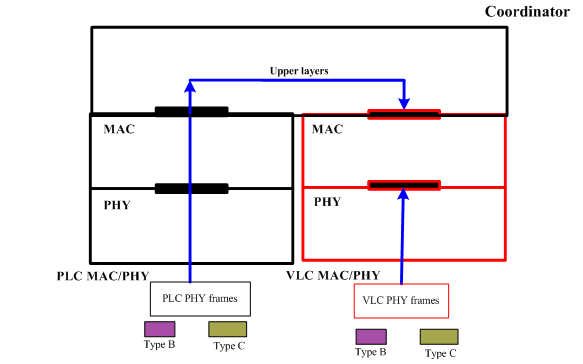 Coordinator
Upper layers
MAC
MAC
PHY
PHY
PLC MAC/PHY
VLC MAC/PHY
PLC PHY frames
VLC PHY frames
Type B
Type C
Type B
Type C